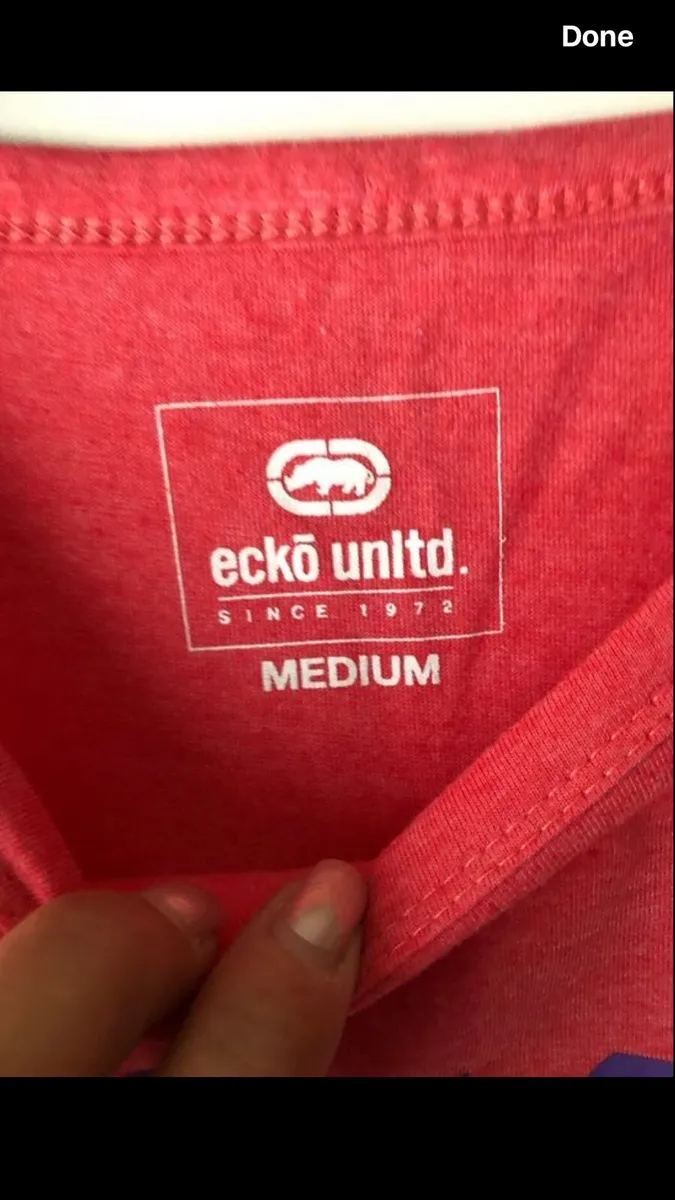 Done
eckō unltd.
SINCE 1972
MEDIUM